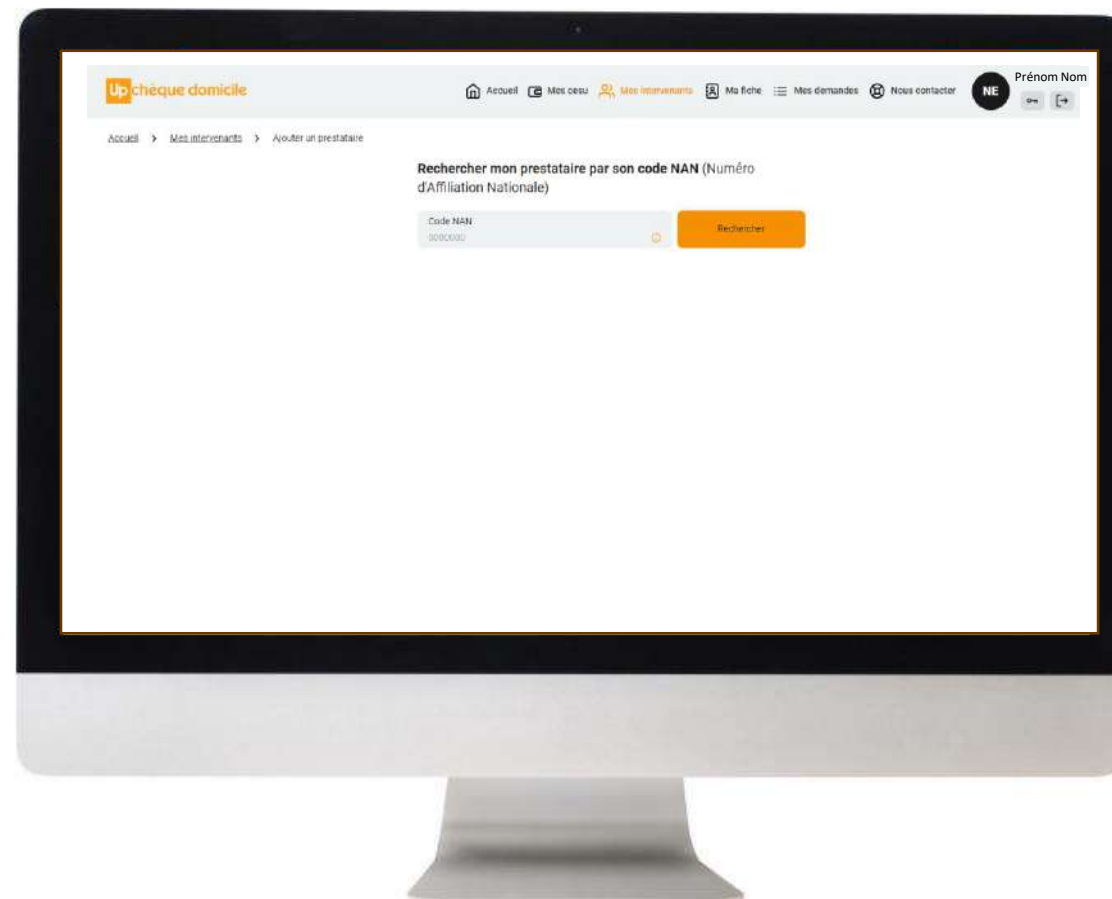 Up chèque domicile
Accueil Mes cesu Mes intervenants Ma fiche Mes demandes Nous contacter NE Prénom Nom
Accueil > Mes intervenants > Ajouter un prestataire
Rechercher mon prestataire par son code NAN (Numéro
d'Affiliation Nationale)
Code NAN
0000000
Rechercher